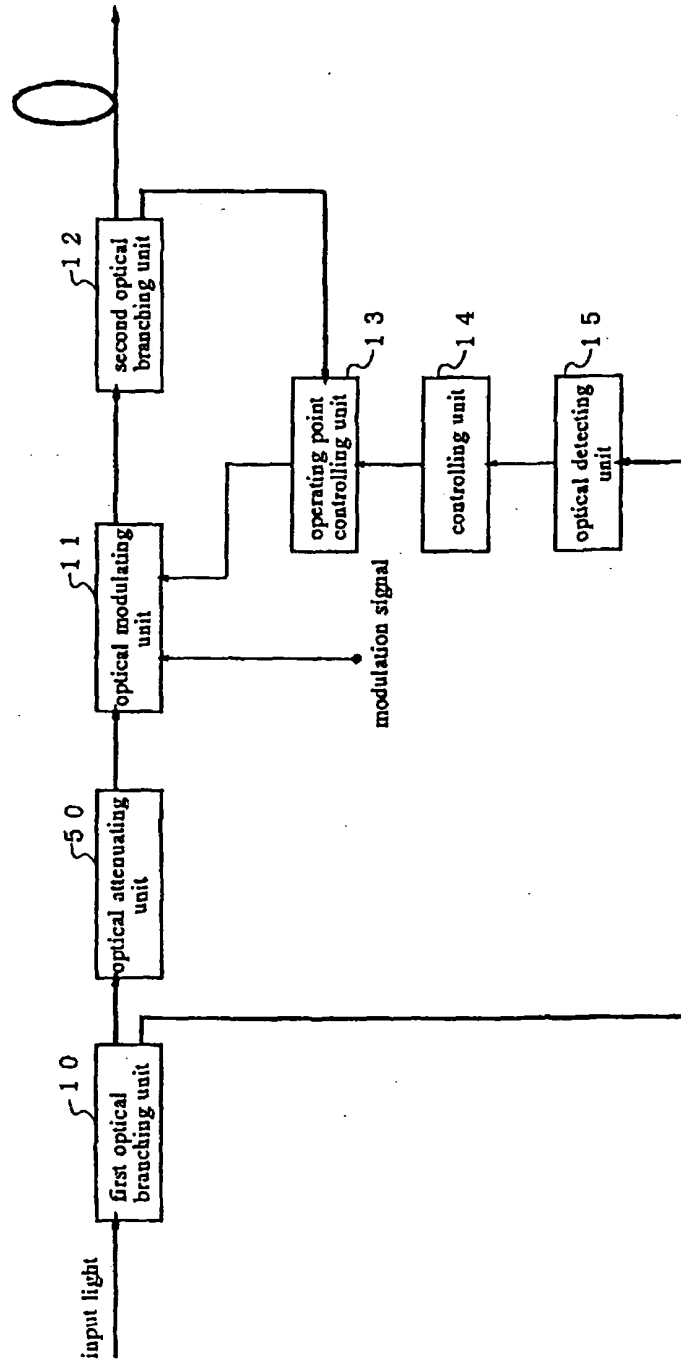 input light
10
first optical
branching unit
50
optical attenuating
unit
11
optical modulating
unit
modulation signal
12
second optical
branching unit
operating point
controlling unit
13
controlling unit
14
optical detecting
unit
15